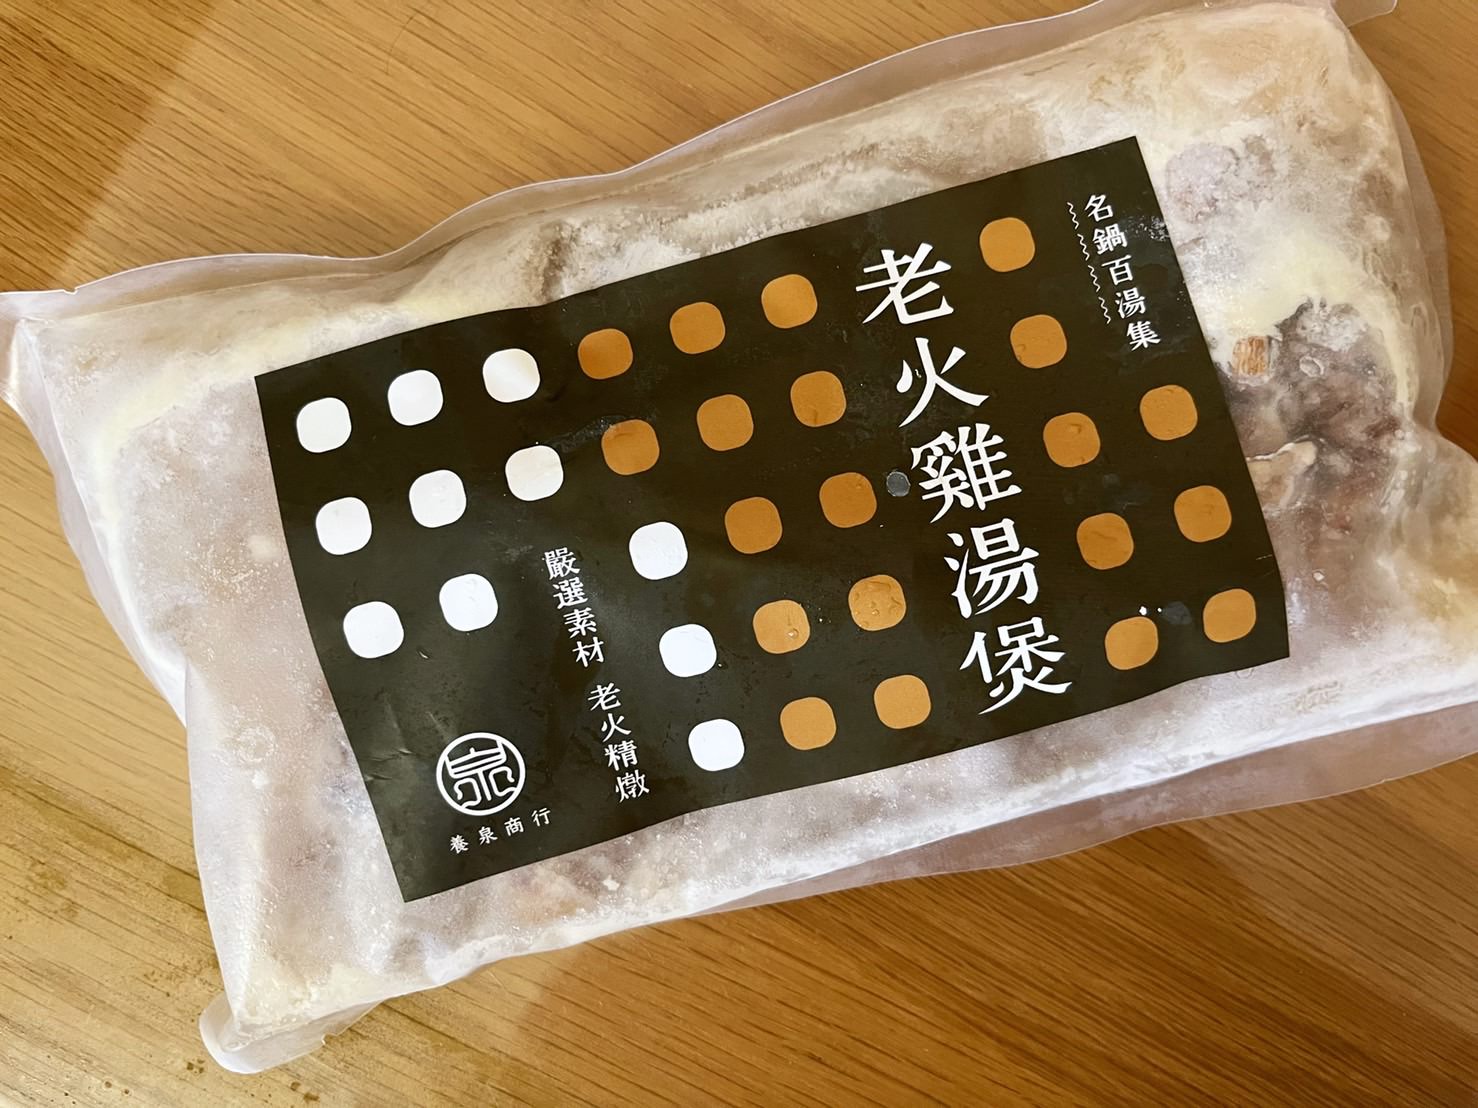 名鍋百湯集
老火雞湯煲
嚴選素材 老火精燉
泉
養泉商行